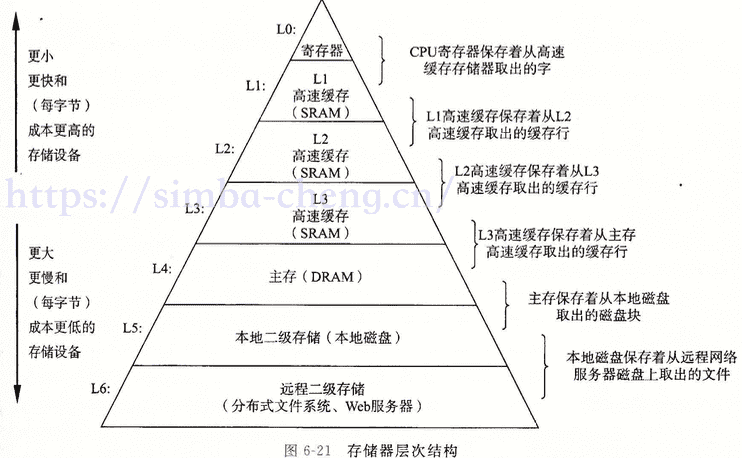 L0:
寄存器
CPU寄存器保存着从高速
缓存存储器取出的字
更小
更快和
（每字节）
成本更高的
存储设备
L1:
L1
高速缓存
（SRAM）
L1高速缓存保存着从L2
高速缓存取出的缓存行
L2:
L2
高速缓存
（SRAM）
L2高速缓存保存着从L3
高速缓存取出的缓存行
https://simba-cheng.cn/
L3:
L3
高速缓存
（SRAM）
L3高速缓存保存着从主存
高速缓存取出的缓存行
更大
更慢和
（每字节）
成本更低的
存储设备
L4:
主存（DRAM）
主存保存着从本地磁盘
取出的磁盘块
L5:
本地二级存储（本地磁盘）
本地磁盘保存着从远程网络
服务器磁盘上取出的文件
L6:
远程二级存储
（分布式文件系统、Web服务器）
图 6-21 存储器层次结构